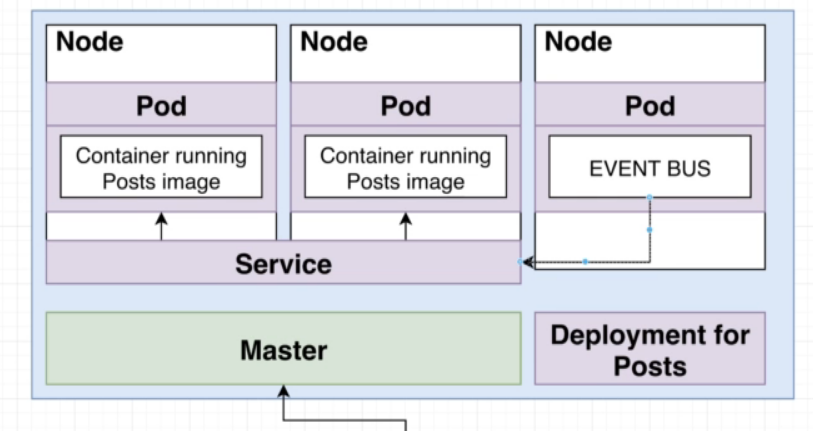 Node
Node
Node
Pod
Pod
Pod
Container running
Posts image
Container running
Posts image
EVENT BUS
Service
Master
Deployment for
Posts